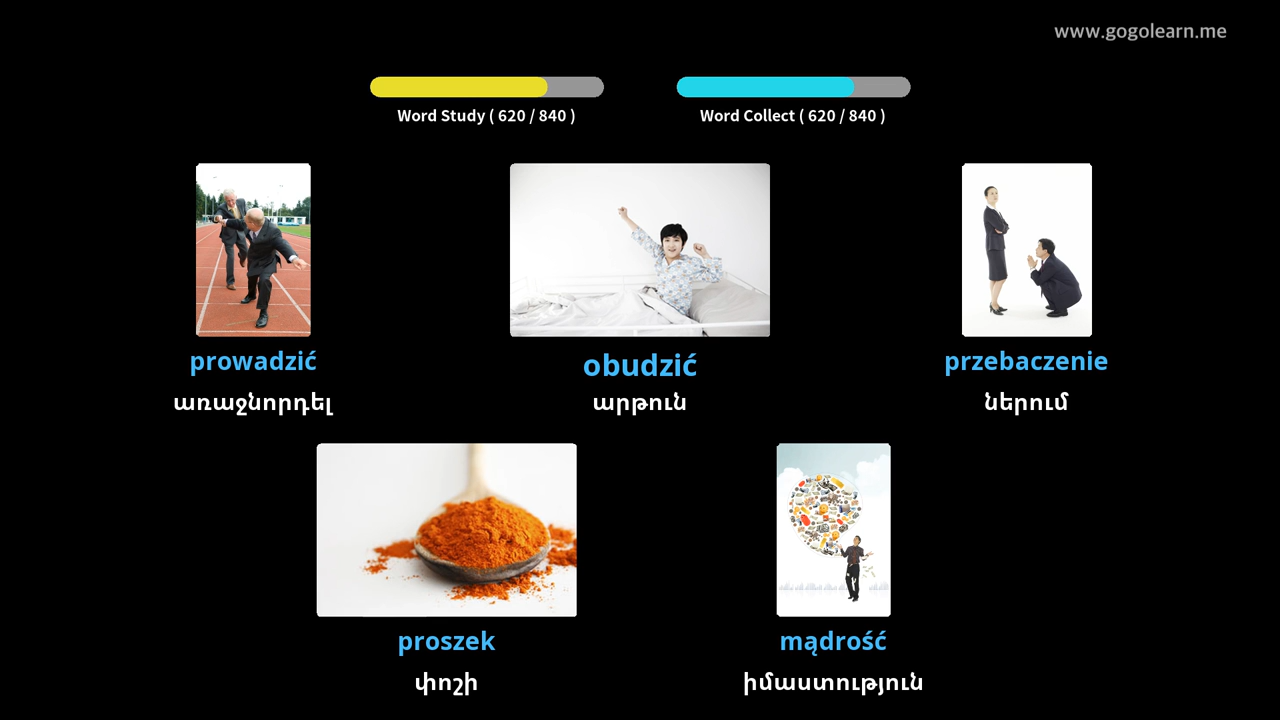 www.gogolearn.me
Word Study ( 620 / 840 )
Word Collect ( 620 / 840 )
prowadzić
առաջնորդել
obudzić
արթուն
przebaczenie
ներում
proszek
փոշի
mądrość
իմաստություն